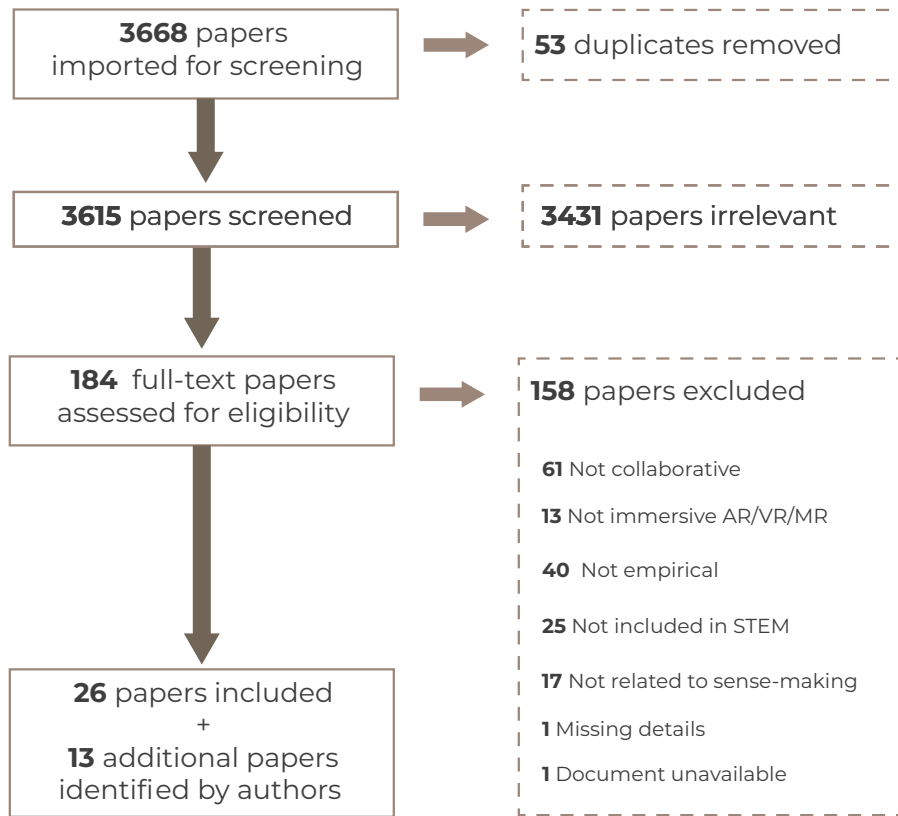 3668 papers
imported for screening
53 duplicates removed
3615 papers screened
3431 papers irrelevant
184 full-text papers
assessed for eligibility
158 papers excluded
61 Not collaborative
13 Not immersive AR/VR/MR
40 Not empirical
25 Not included in STEM
17 Not related to sense-making
1 Missing details
1 Document unavailable
26 papers included
+
13 additional papers
identified by authors